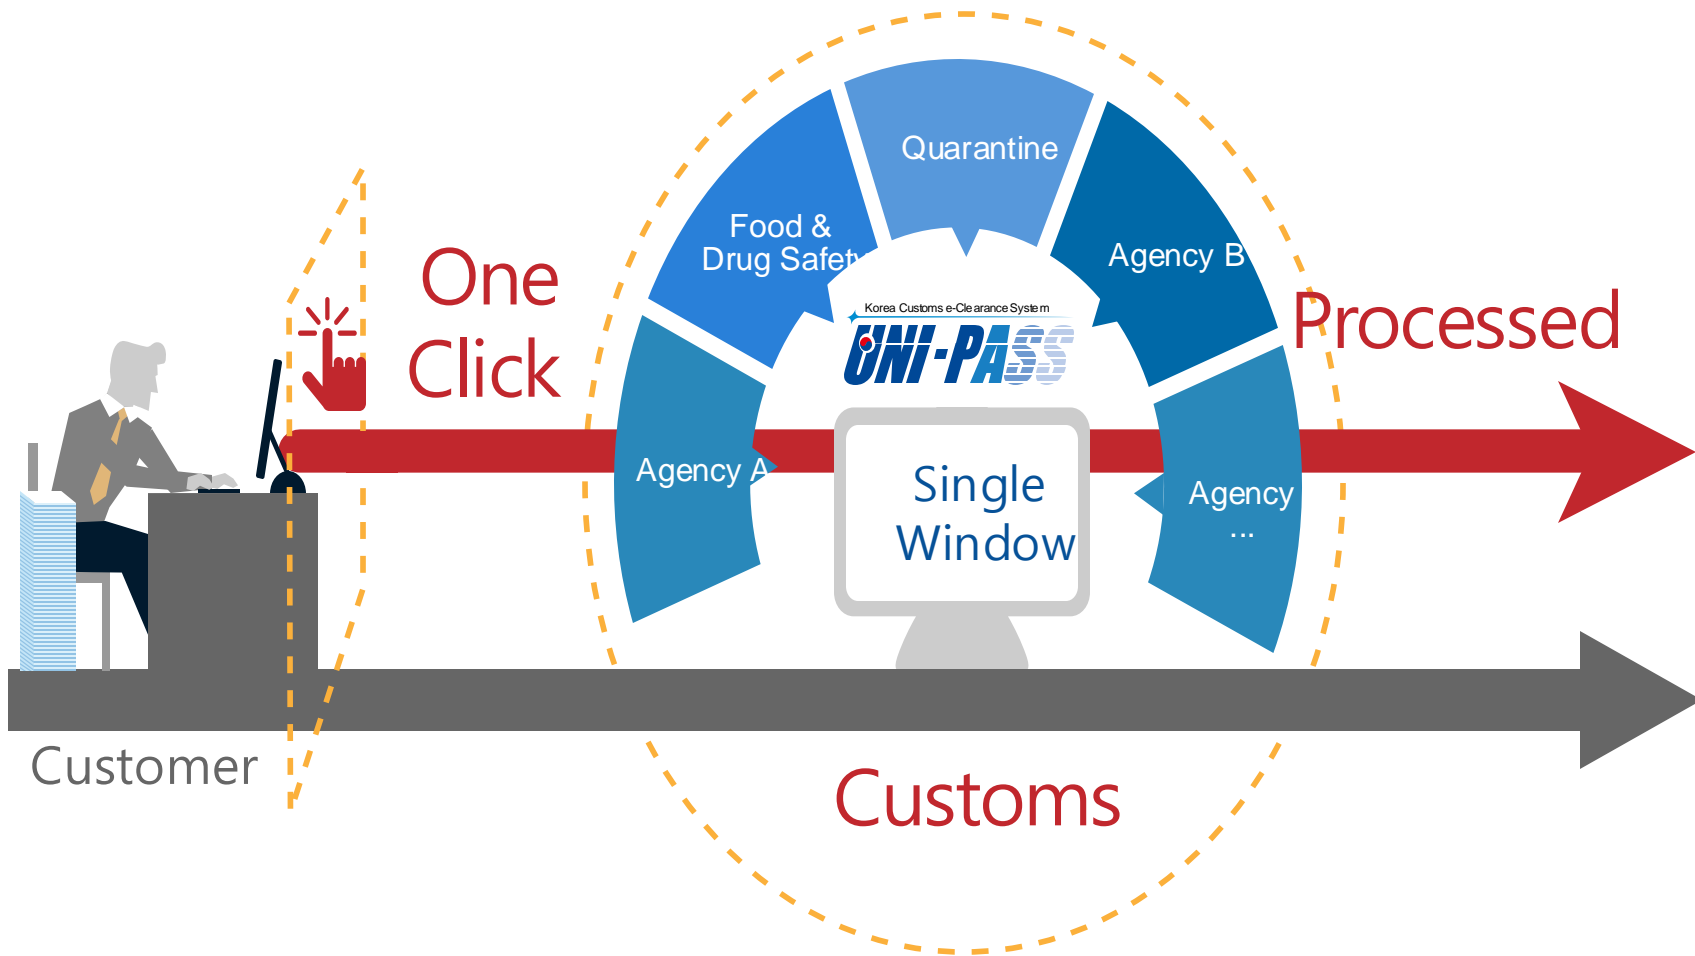 Quarantine
Food &
Drug Safety
Agency B
One
Click
Korea Customs e-Clearance System
UNI-PASS
Processed
Agency A
Single
Window
Agency
...
Customer
Customs